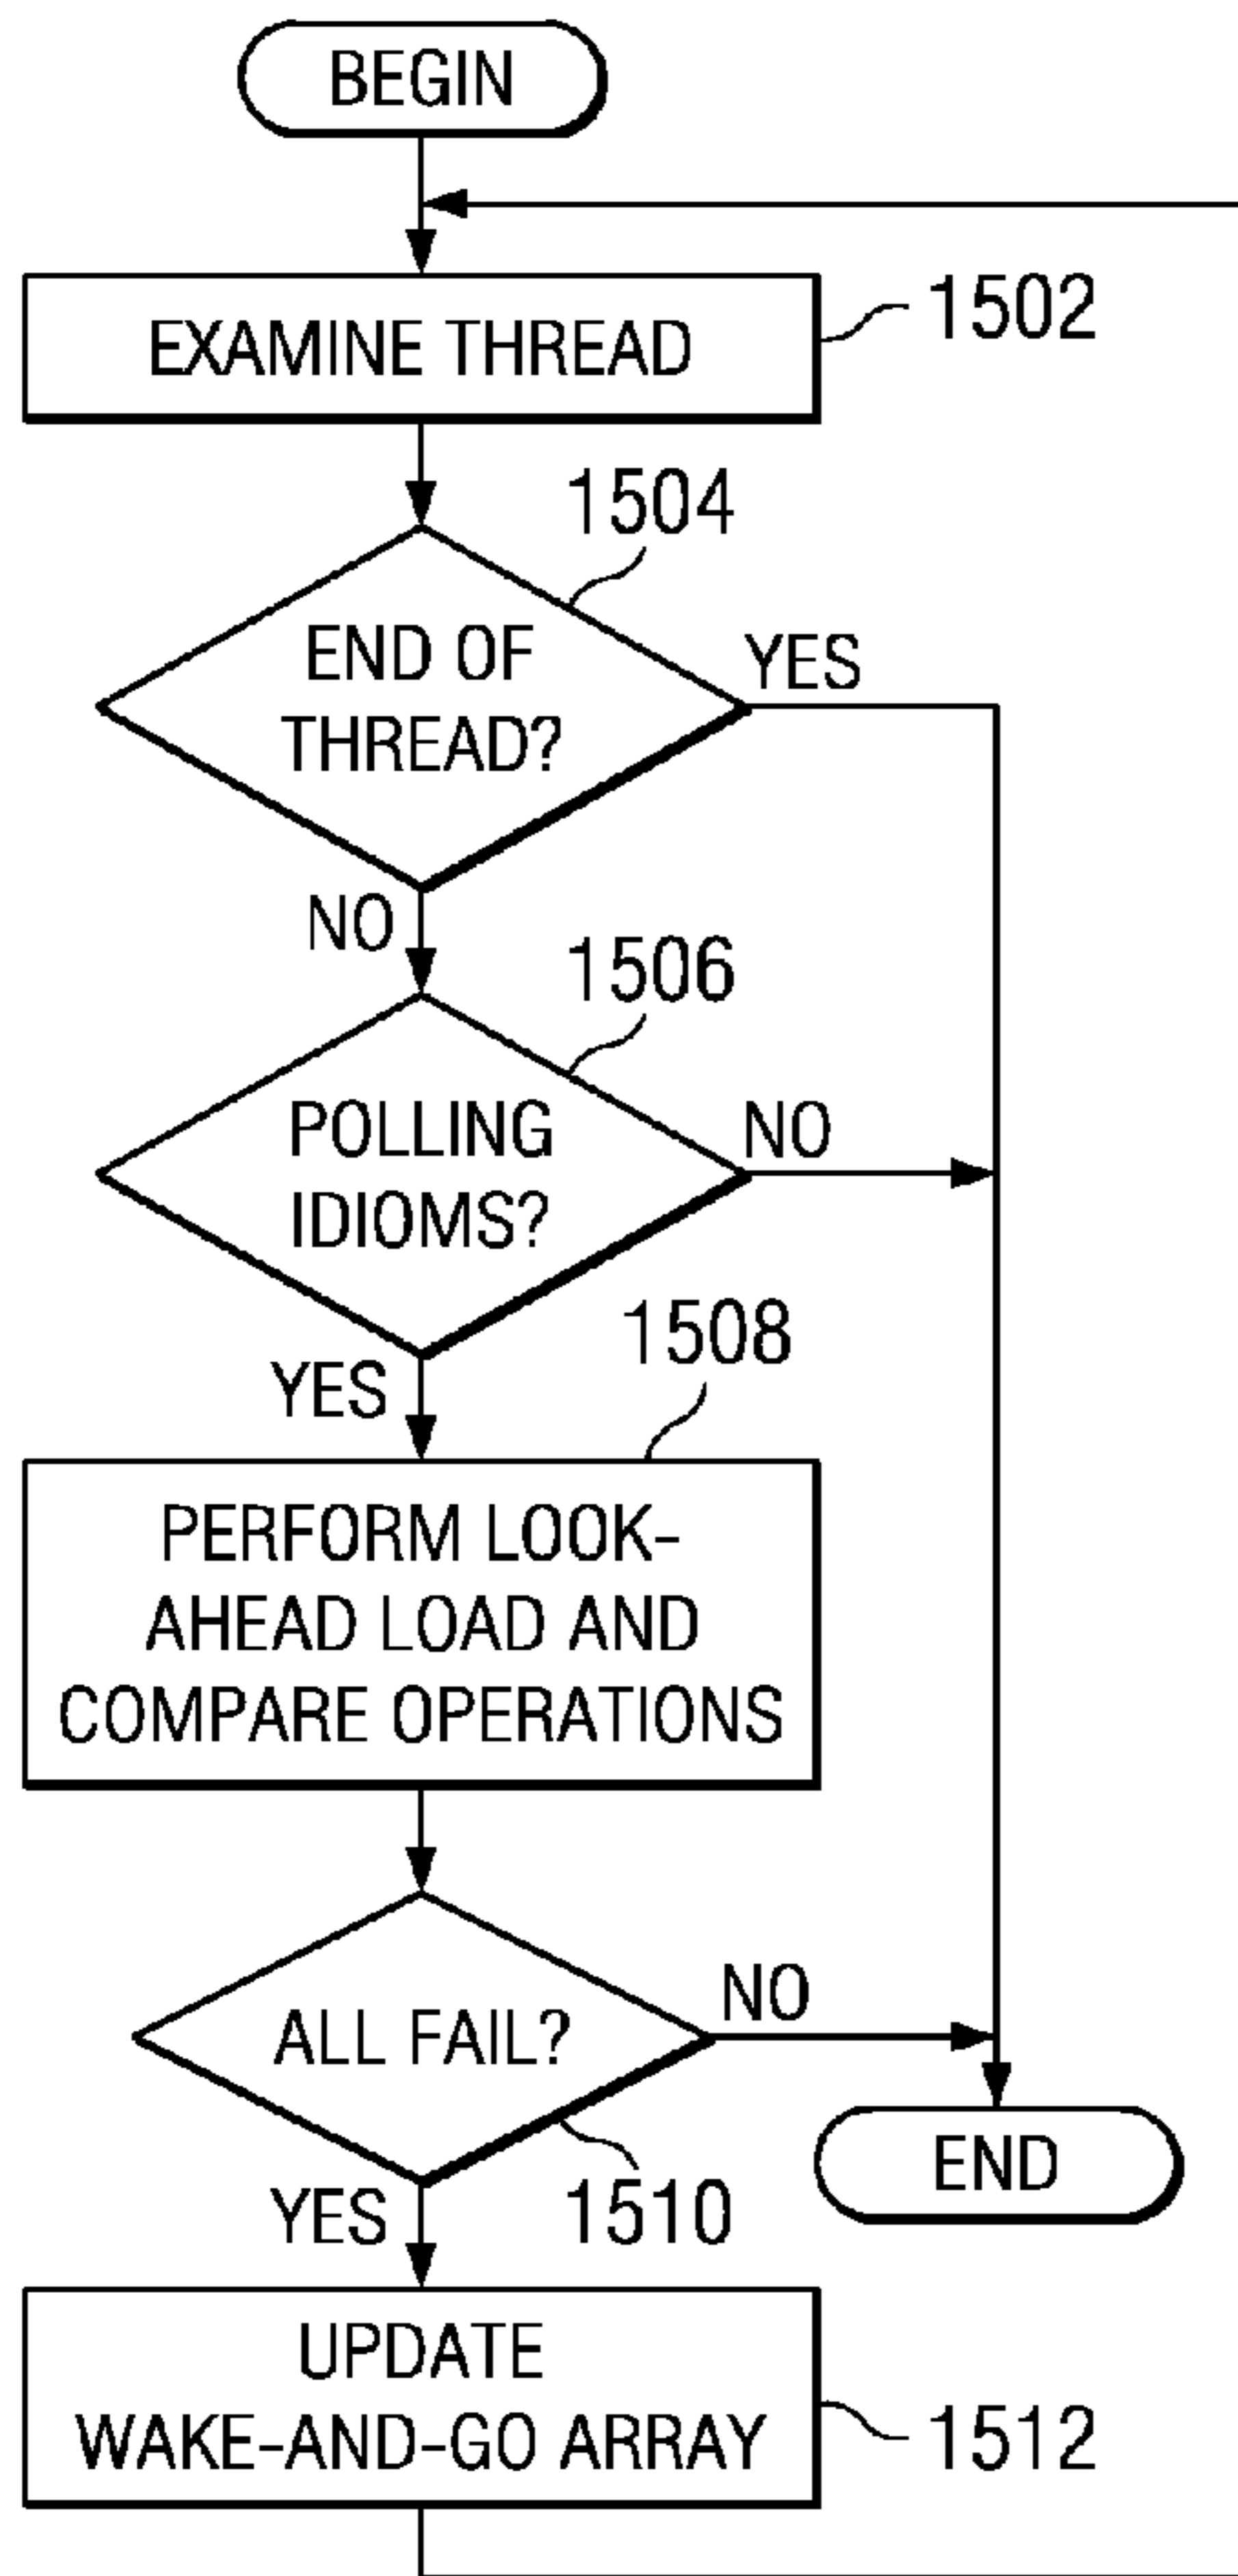 BEGIN
EXAMINE THREAD
1502
1504
END OF
THREAD?
YES
NO
1506
POLLING
IDIOMS?
NO
YES
1508
PERFORM LOOK-
AHEAD LOAD AND
COMPARE OPERATIONS
ALL FAIL?
NO
1510
YES
END
UPDATE
WAKE-AND-GO ARRAY
1512